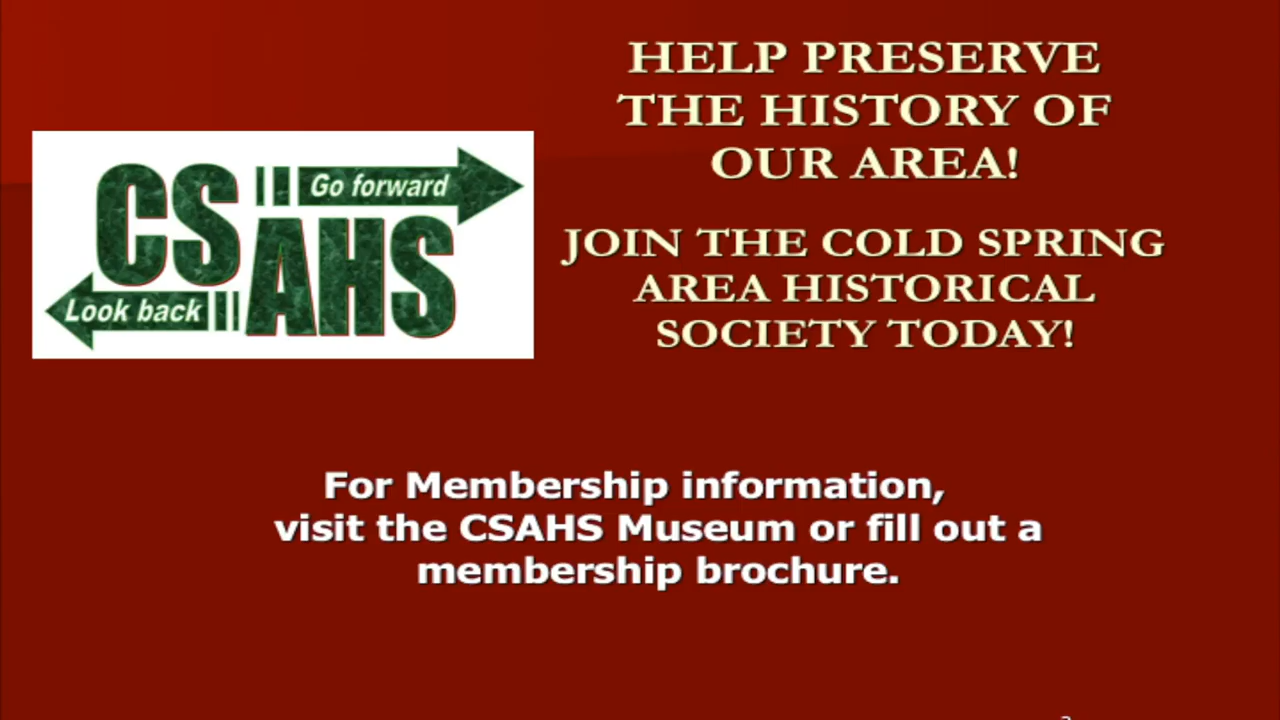 HELP PRESERVE
THE HISTORY OF
OUR AREA!
CS
Go forward
Look back
AHS
JOIN THE COLD SPRING
AREA HISTORICAL
SOCIETY TODAY!
For Membership information,
visit the CSAHS Museum or fill out a
membership brochure.